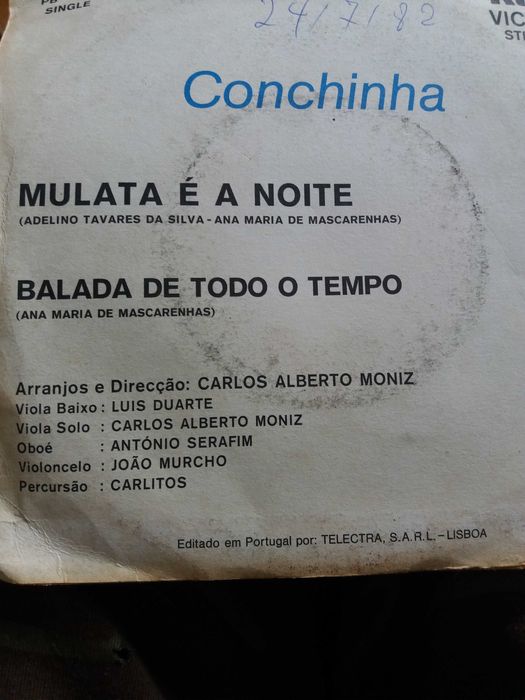 SINGLE
24/7/82
VIC
STE
Conchinha
MULATA É A NOITE
(ADELINO TAVARES DA SILVA - ANA MARIA DE MASCARENHAS)
BALADA DE TODO O TEMPO
(ANA MARIA DE MASCARENHAS)
Arranjos e Direcção: CARLOS ALBERTO MONIZ
Viola Baixo : LUIS DUARTE
Viola Solo : CARLOS ALBERTO MONIZ
Oboé : ANTÓNIO SERAFIM
Violoncelo : JOÃO MURCHO
Percursão : CARLITOS
Editado em Portugal por: TELECTRA, S.A.R.L. – LISBOA